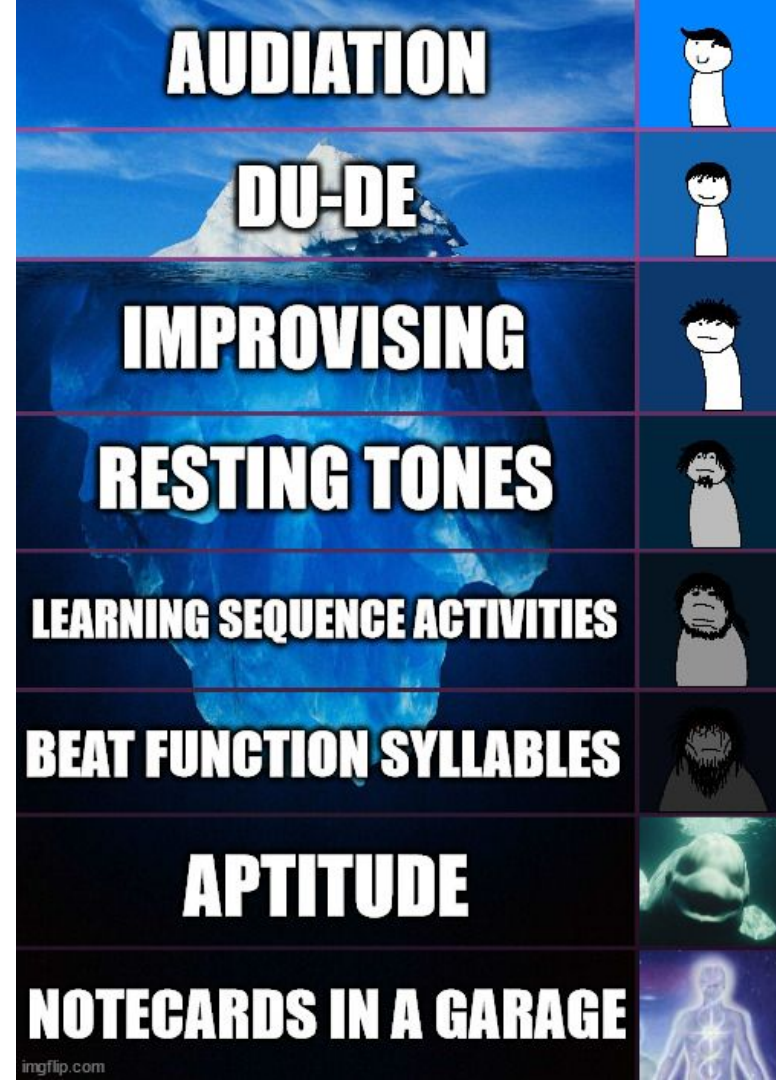 AUDIATION
DU-DE
IMPROVISING
RESTING TONES
LEARNING SEQUENCE ACTIVITIES
BEAT FUNCTION SYLLABLES
APTITUDE
NOTECARDS IN A GARAGE
imgflip.com